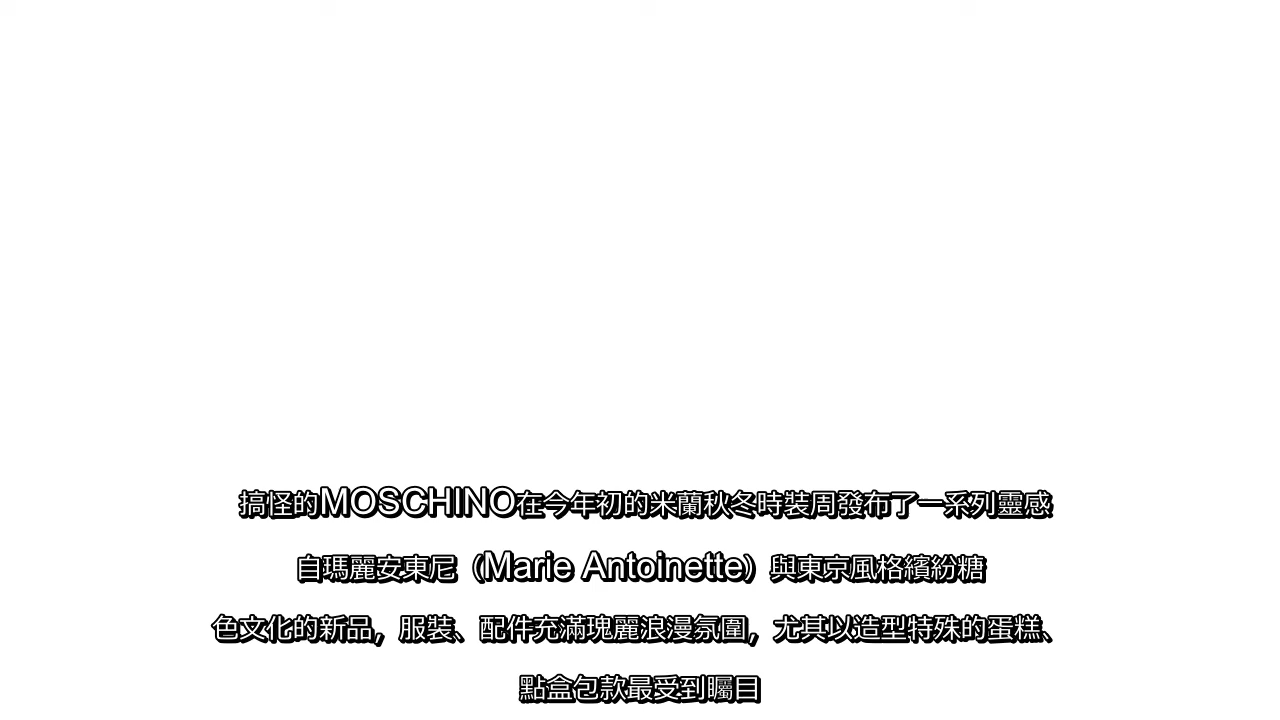 搞怪的MOSCHINO在今年初的米蘭秋冬時裝周發布了一系列靈感
自瑪麗安東尼（Marie Antoinette）與東京風格繽紛糖
色文化的新品，服裝、配件充滿瑰麗浪漫氛圍，尤其以造型特殊的蛋糕、
點盒包款最受到矚目